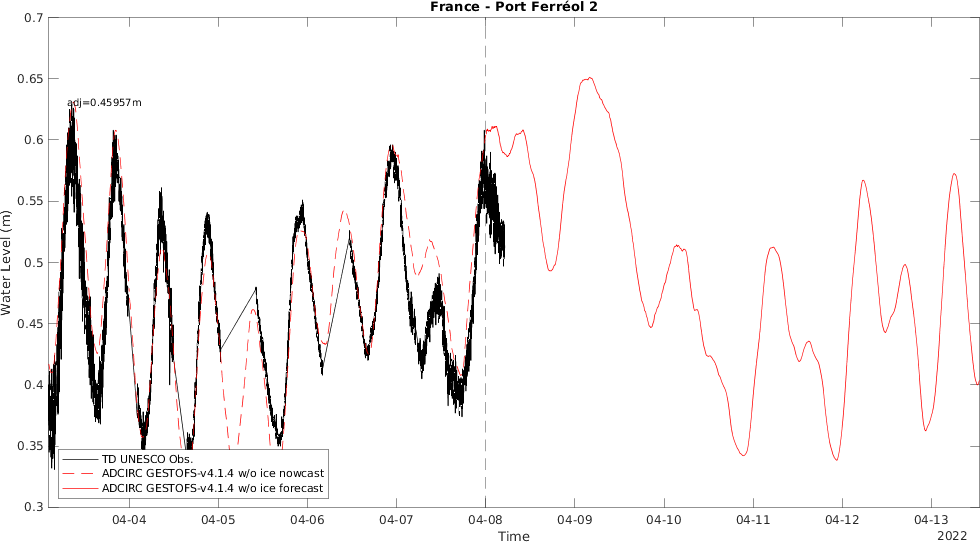 France - Port Ferréol 2
0.7
0.65
0.6
0.55
0.5
0.45
0.4
0.35
0.3
Water Level (m)
adj=0.45957m
TD UNESCO Obs.
ADCIRC GESTOFS-v4.1.4 w/o ice nowcast
ADCIRC GESTOFS-v4.1.4 w/o ice forecast
04-04 04-05 04-06 04-07 04-08 04-09 04-10 04-11 04-12 04-13
Time
2022